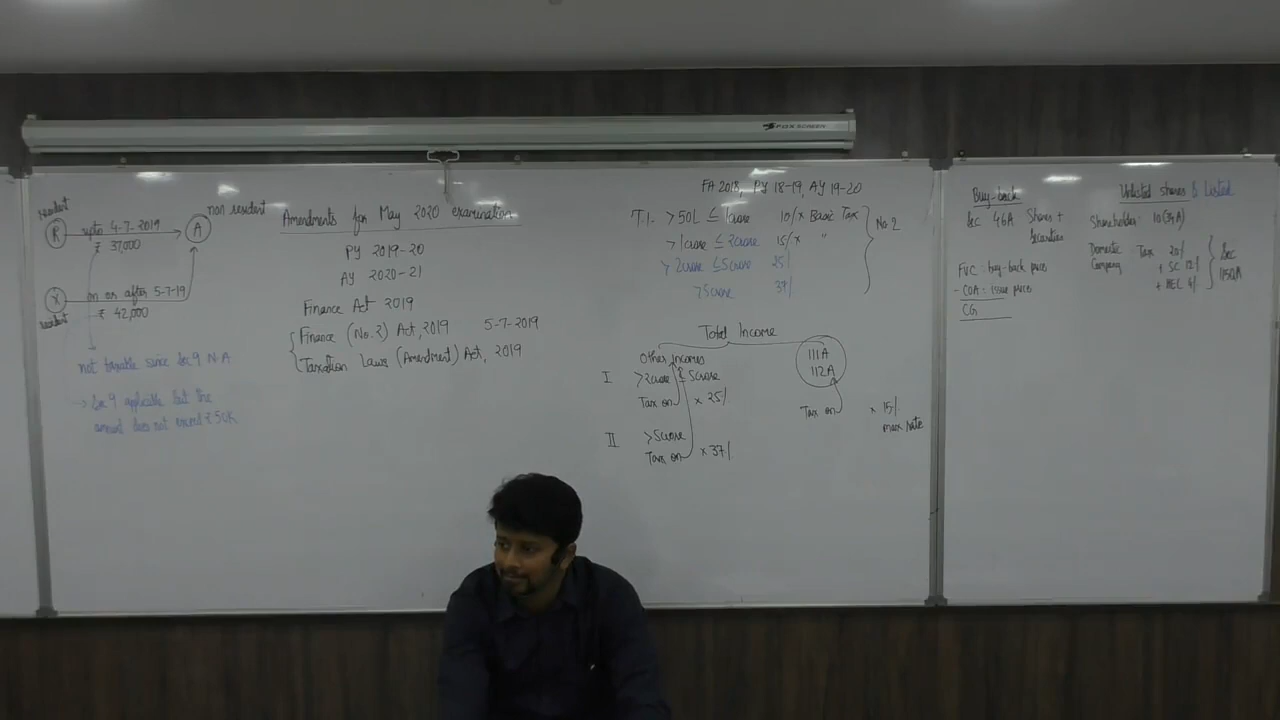 FOX SCREEN
resident
R
upto 4-7-2019
₹ 37,000
A
non resident
X
resident
on or after 5-7-19
₹ 42,000
not taxable since Sec 9 N.A
→ Sec 9 applicable but the
amount does not exceed ₹ 50K
Amendments for May 2020 examination
PY 2019-20
AY 2020-21
Finance Act 2019
Finance (No.2) Act, 2019 5-7-2019
Taxation Laws (Amendment) Act, 2019
FA 2018, PY 18-19, AY 19-20
T.I. > 50L ≤ 1crore 10% x Basic Tax
> 1crore ≤ 2crore 15% x "
> 2crore ≤ 5crore 25%
> 5crore 37%
No 2
Total Income
Other incomes
I > 2crore ≤ 5crore
Tax on x 25%
II > 5crore
Tax on x 37%
111A
112A
Tax on x 15%
max rate
Buy-back
Sec 46A Shares +
Securities
FVC : buy-back price
- COA : issue price
CG
Unlisted shares & Listed
Shareholder: 10(34A)
Domestic Company Tax 20%
+ SC 12%
+ HEC 4%
Sec 115QA